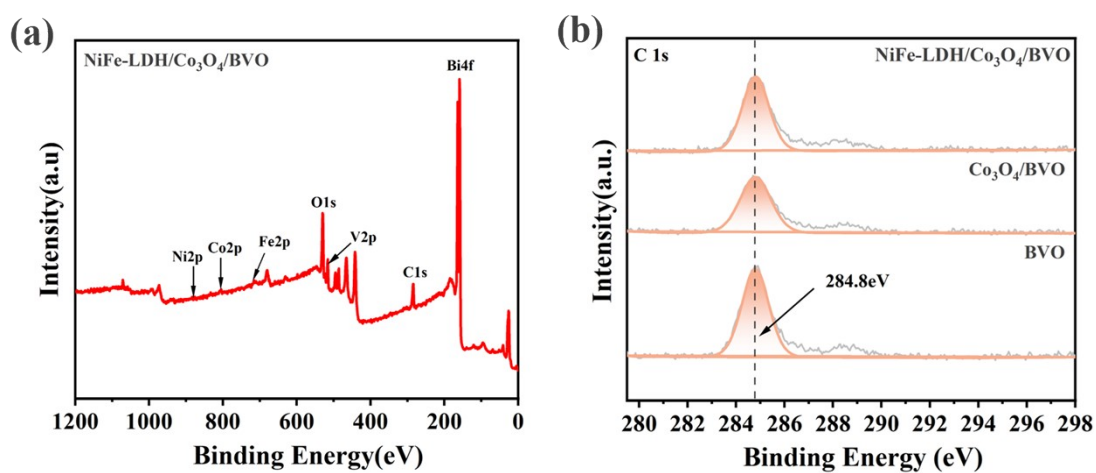 (a)
NiFe-LDH/Co₃O₄/BVO
Bi4f
O1s
V2p
Fe2p
Co2p
Ni2p
C1s
Intensity(a.u)
1200 1000 800 600 400 200 0
Binding Energy(eV)
(b)
C 1s
NiFe-LDH/Co₃O₄/BVO
Co₃O₄/BVO
BVO
284.8eV
Intensity(a.u.)
280 282 284 286 288 290 292 294 296 298
Binding Energy (eV)